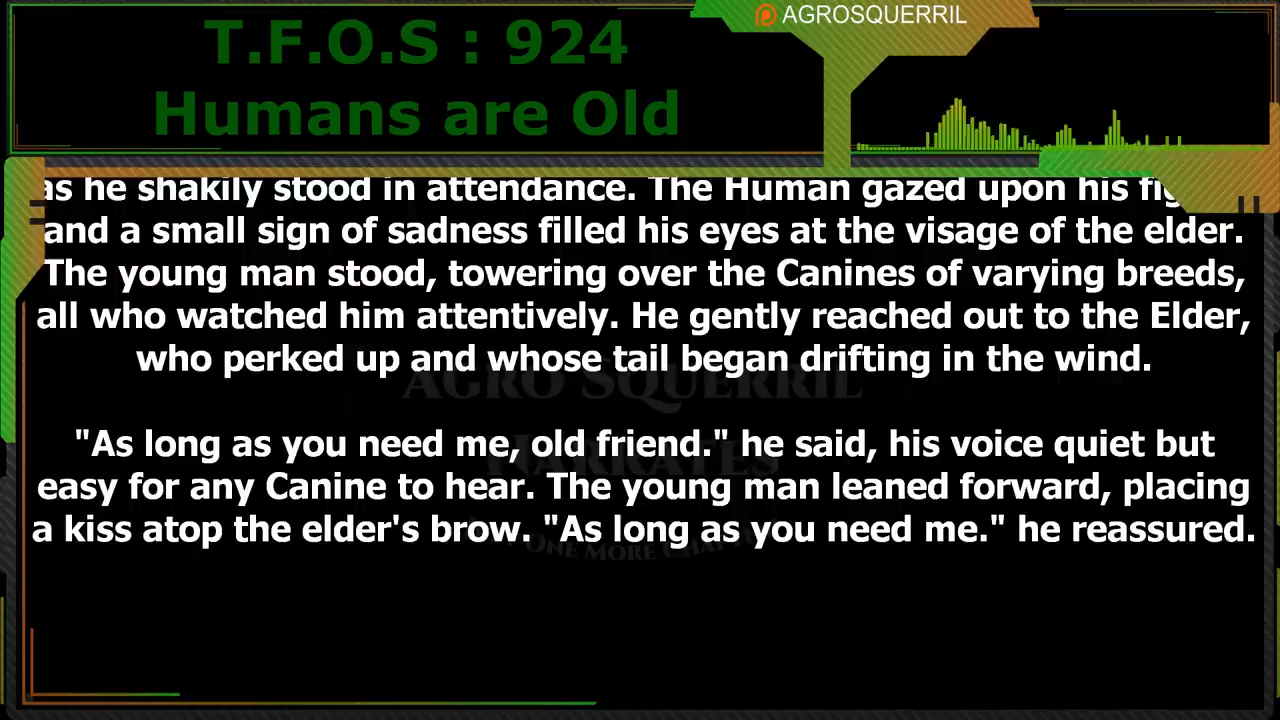 T.F.O.S : 924
Humans are Old
AGROSQUERRIL
as he shakily stood in attendance. The Human gazed upon his
and a small sign of sadness filled his eyes at the visage of the elder.
The young man stood, towering over the Canines of varying breeds,
all who watched him attentively. He gently reached out to the Elder,
who perked up and whose tail began drifting in the wind.
AGRO SQUERRIL
"As long as you need me, old friend." he said, his voice quiet but
NARRATES
easy for any Canine to hear. The young man leaned forward, placing
a kiss atop the elder's brow. "As long as you need me." he reassured.
ONE MORE